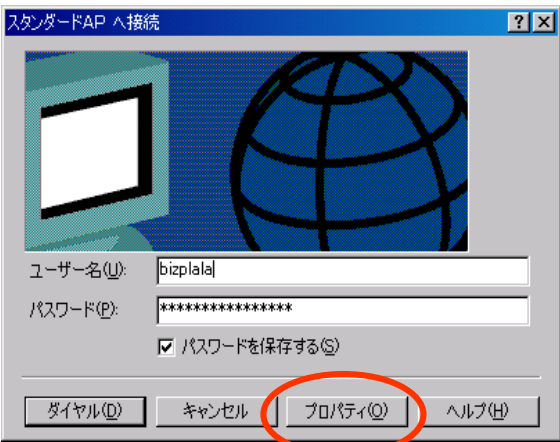 スタンダードAP へ接続
ユーザー名(U): bizplala
パスワード(P): ****************
パスワードを保存する(S)
ダイヤル(D) キャンセル プロパティ(O) ヘルプ(H)